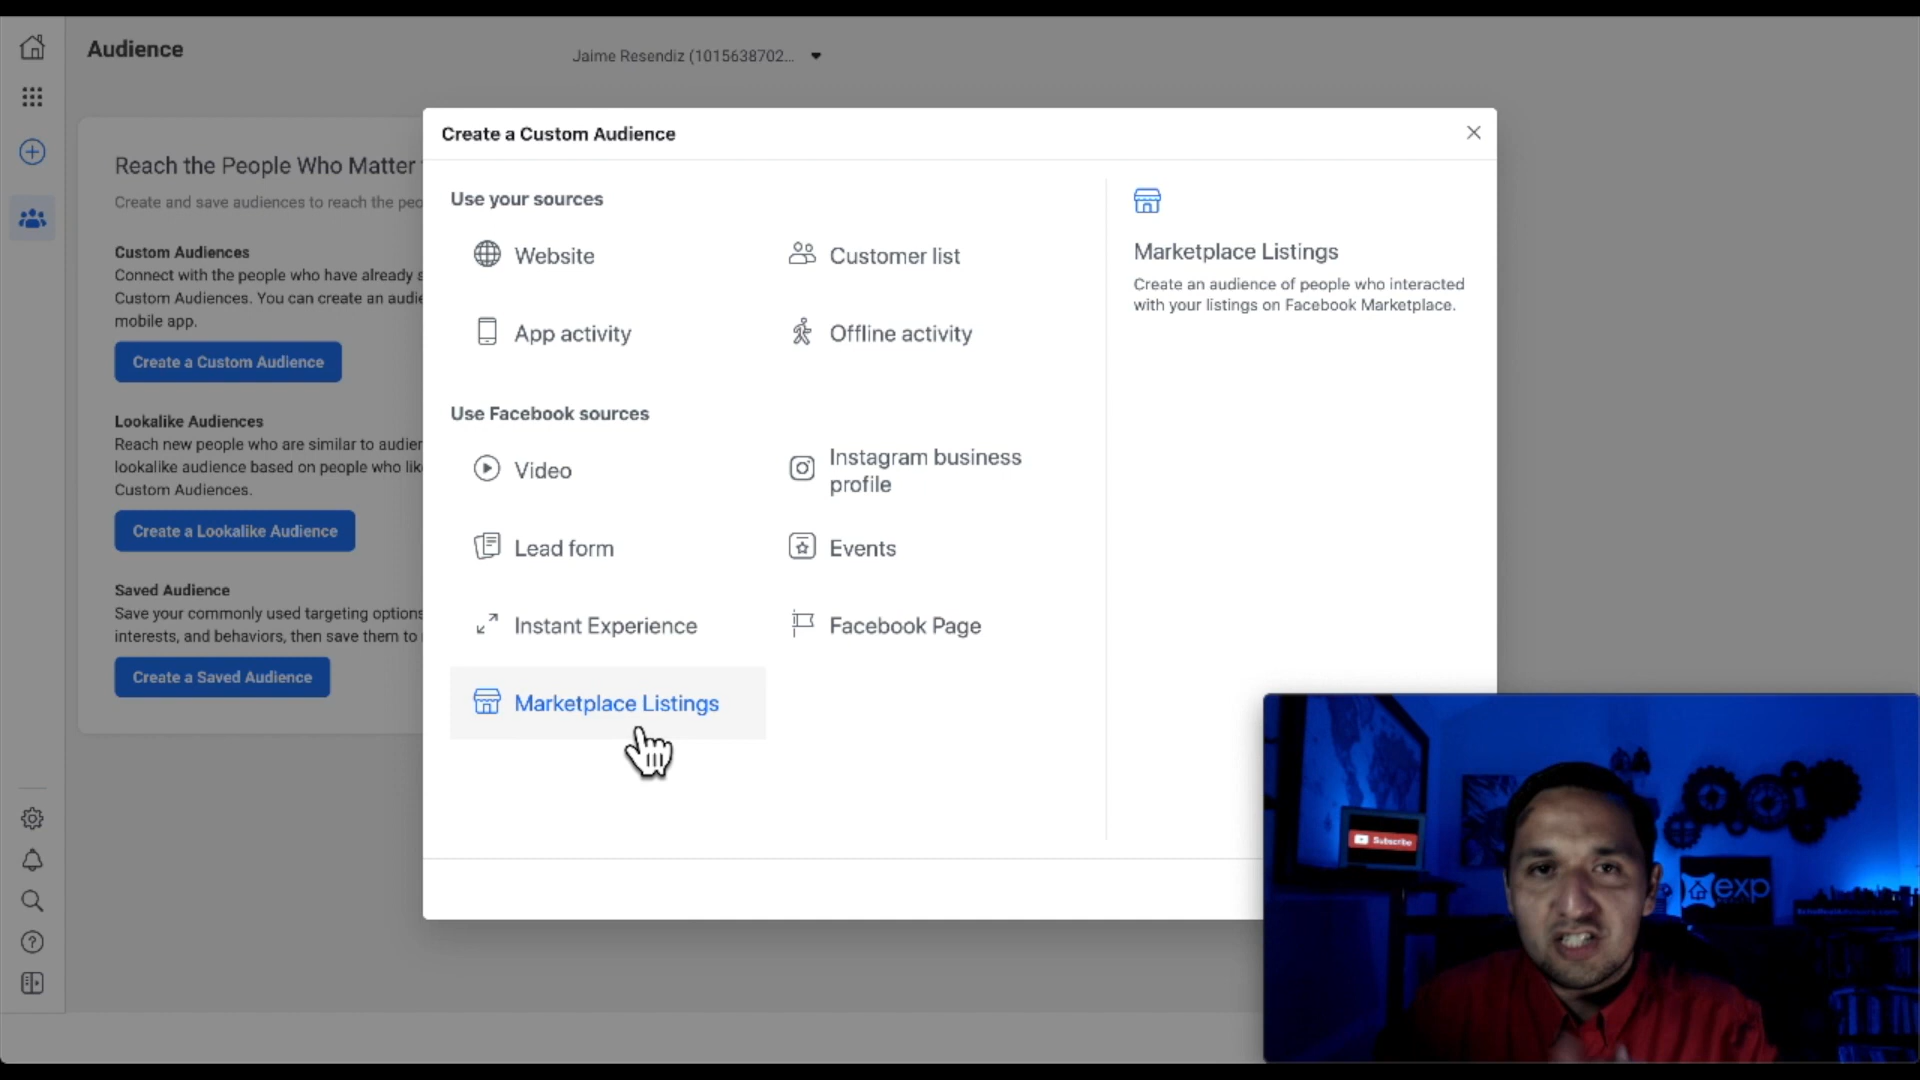 Audience
Jaime Resendiz (1015638702...
Reach the People Who Matter
Create and save audiences to reach the peo
Custom Audiences
Connect with the people who have already s
Custom Audiences. You can create an audie
mobile app.
Create a Custom Audience
Lookalike Audiences
Reach new people who are similar to audien
lookalike audience based on people who lik
Custom Audiences.
Create a Lookalike Audience
Saved Audience
Save your commonly used targeting options
interests, and behaviors, then save them to
Create a Saved Audience
Create a Custom Audience
Use your sources
Website
Customer list
App activity
Offline activity
Use Facebook sources
Video
Instagram business
profile
Lead form
Events
Instant Experience
Facebook Page
Marketplace Listings
Marketplace Listings
Create an audience of people who interacted
with your listings on Facebook Marketplace.
Subscribe
exp